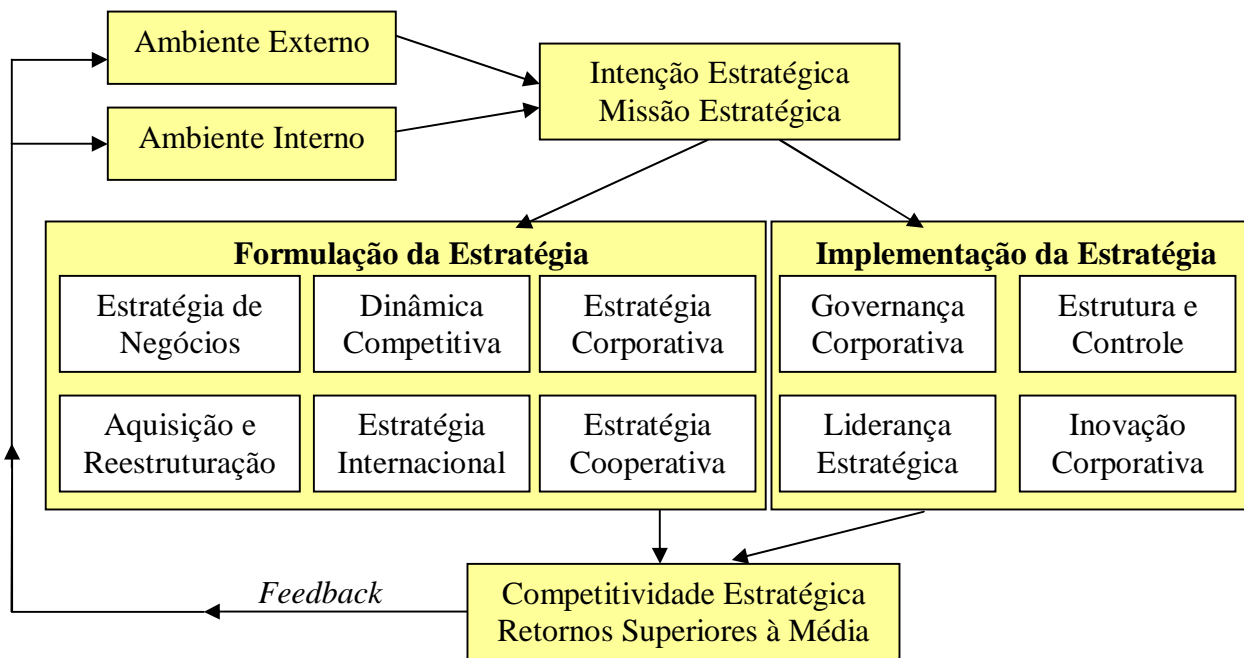 Ambiente Externo
Ambiente Interno
Intenção Estratégica
Missão Estratégica
Formulação da Estratégia
Estratégia de
Negócios
Dinâmica
Competitiva
Estratégia
Corporativa
Aquisição e
Reestruturação
Estratégia
Internacional
Estratégia
Cooperativa
Implementação da Estratégia
Governança
Corporativa
Estrutura e
Controle
Liderança
Estratégica
Inovação
Corporativa
Feedback
Competitividade Estratégica
Retornos Superiores à Média